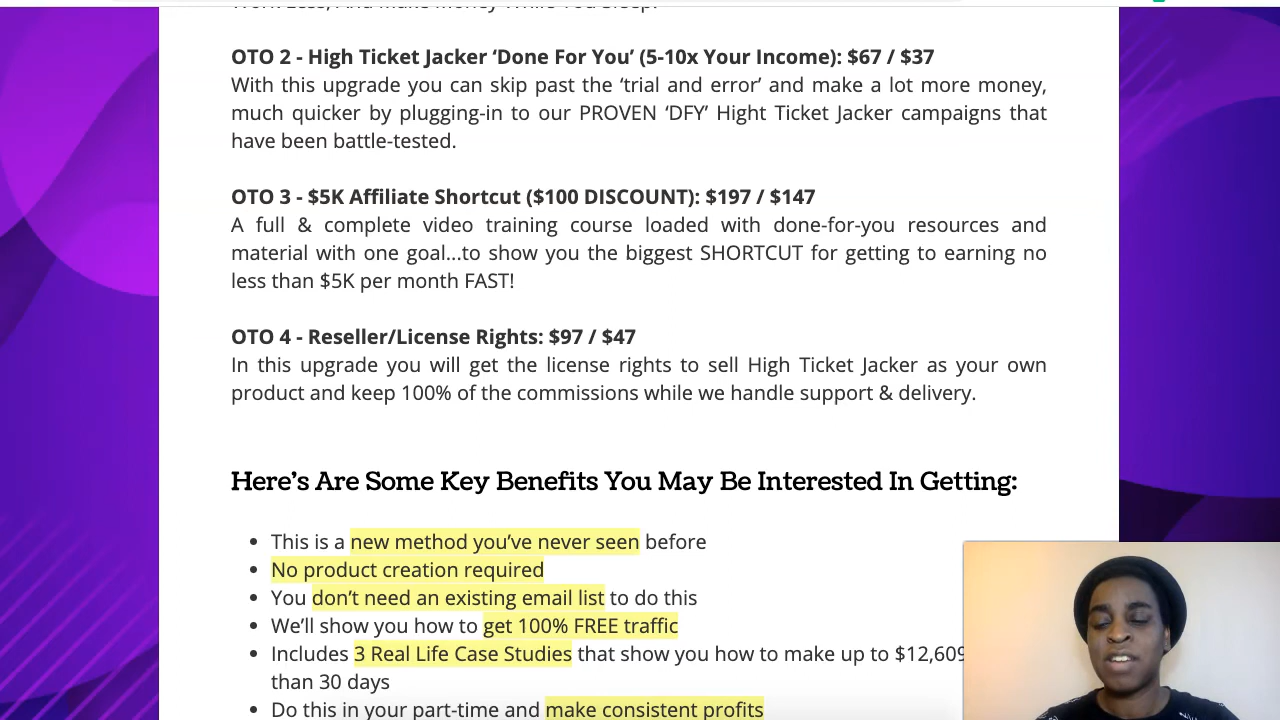 Work Less, And Make Money While You Sleep.
OTO 2 - High Ticket Jacker ‘Done For You’ (5-10x Your Income): $67 / $37
With this upgrade you can skip past the ‘trial and error’ and make a lot more money,
much quicker by plugging-in to our PROVEN ‘DFY’ Hight Ticket Jacker campaigns that
have been battle-tested.
OTO 3 - $5K Affiliate Shortcut ($100 DISCOUNT): $197 / $147
A full & complete video training course loaded with done-for-you resources and
material with one goal...to show you the biggest SHORTCUT for getting to earning no
less than $5K per month FAST!
OTO 4 - Reseller/License Rights: $97 / $47
In this upgrade you will get the license rights to sell High Ticket Jacker as your own
product and keep 100% of the commissions while we handle support & delivery.
Here’s Are Some Key Benefits You May Be Interested In Getting:
• This is a new method you’ve never seen before
• No product creation required
• You don’t need an existing email list to do this
• We’ll show you how to get 100% FREE traffic
• Includes 3 Real Life Case Studies that show you how to make up to $12,609
than 30 days
• Do this in your part-time and make consistent profits